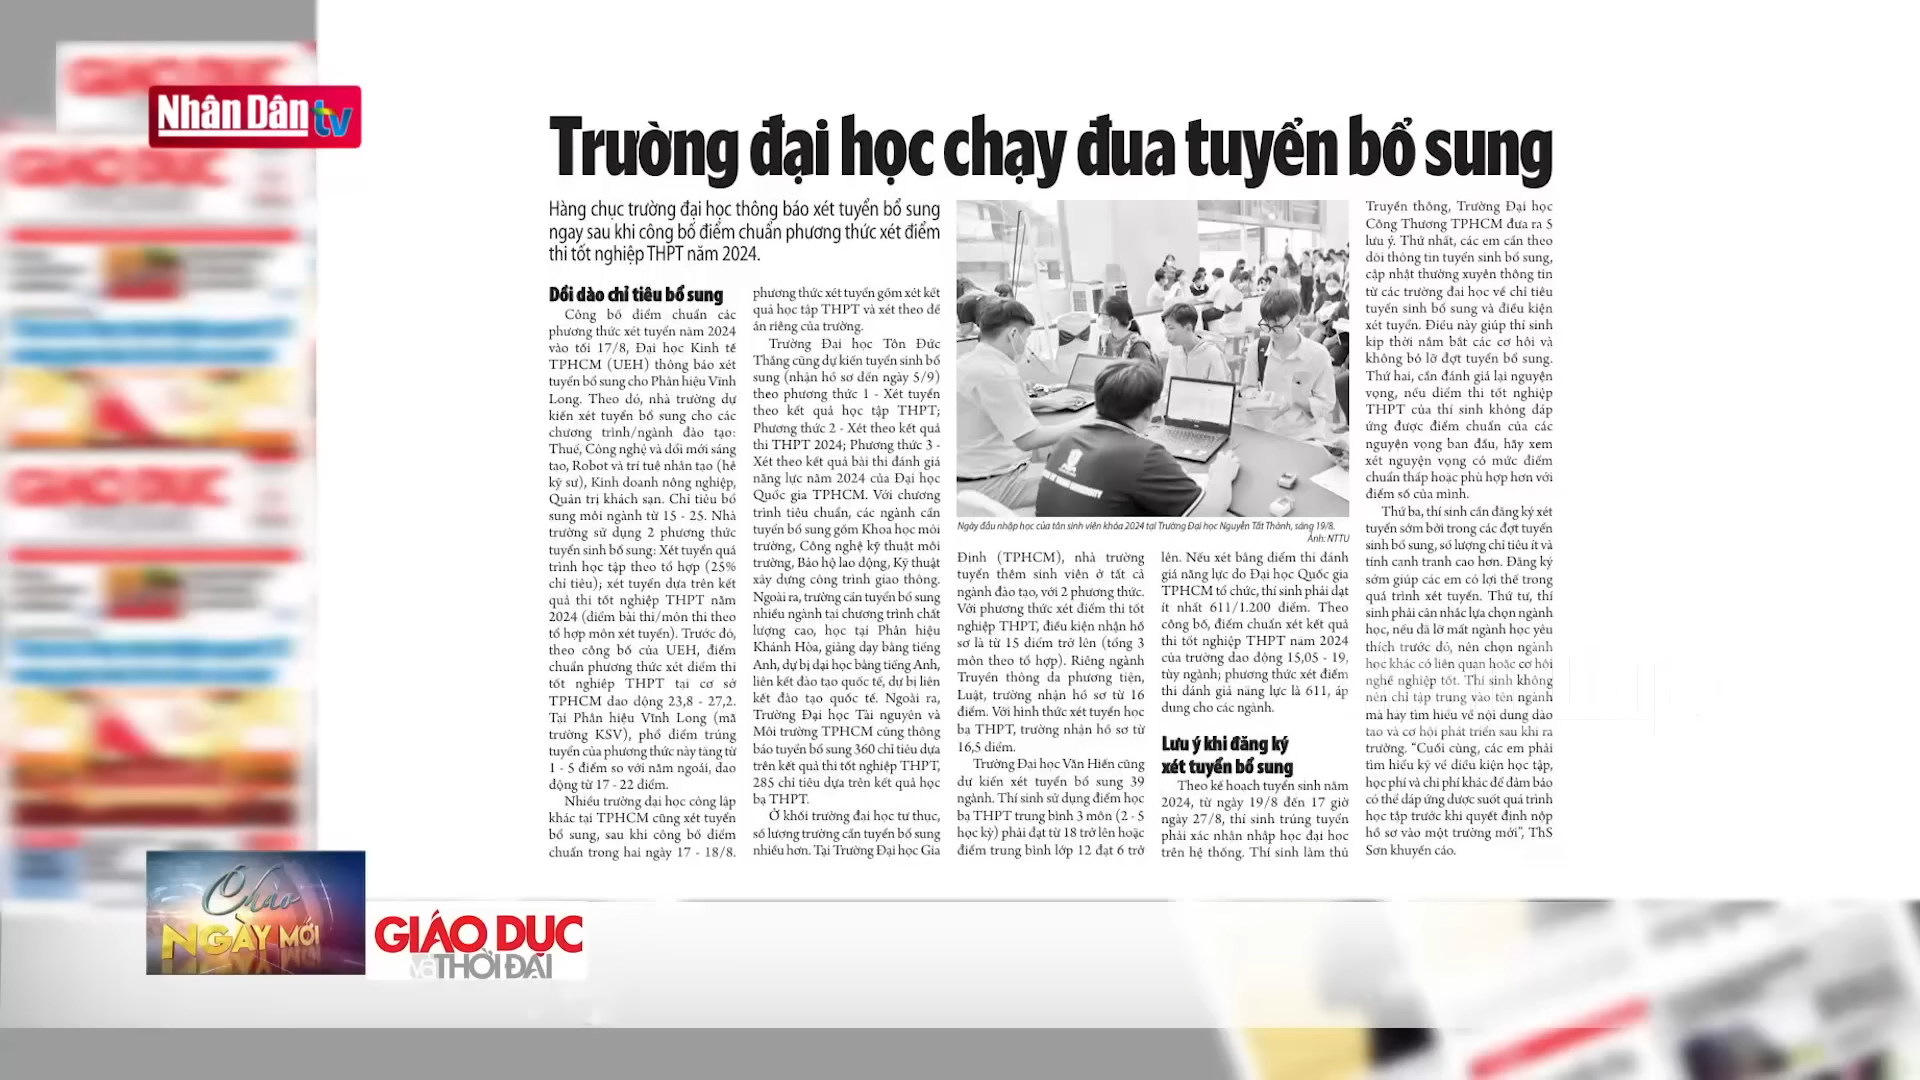 GIÁO DỤC
Nhân Dân tv
GIÁO DỤC
GIÁO DỤC
Trường đại học chạy đua tuyển bổ sung
Hàng chục trường đại học thông báo xét tuyển bổ sung
ngay sau khi công bố điểm chuẩn phương thức xét điểm
thi tốt nghiệp THPT năm 2024.
Dồi dào chỉ tiêu bổ sung
Công bố điểm chuẩn các
phương thức xét tuyển năm 2024
vào tối 17/8, Đại học Kinh tế
TPHCM (UEH) thông báo xét
tuyển bổ sung cho Phân hiệu Vĩnh
Long. Theo đó, nhà trường dự
kiến xét tuyển bổ sung cho các
chương trình/ngành đào tạo:
Thuế, Công nghệ và đổi mới sáng
tạo, Robot và trí tuệ nhân tạo (hệ
kỹ sư), Kinh doanh nông nghiệp,
Quản trị khách sạn. Chỉ tiêu bổ
sung mỗi ngành từ 15 - 25. Nhà
trường sử dụng 2 phương thức
tuyển sinh bổ sung: Xét tuyển quá
trình học tập theo tổ hợp (25%
chỉ tiêu); xét tuyển dựa trên kết
quả thi tốt nghiệp THPT năm
2024 (điểm bài thi/môn thi theo
tổ hợp môn xét tuyển). Trước đó,
theo công bố của UEH, điểm
chuẩn phương thức xét điểm thi
tốt nghiệp THPT tại cơ sở
TPHCM dao động 23,8 - 27,2.
Tại Phân hiệu Vĩnh Long (mã
trường KSV), phổ điểm trúng
tuyển của phương thức này tăng từ
1 - 5 điểm so với năm ngoái, dao
động từ 17 - 22 điểm.
Nhiều trường đại học công lập
khác tại TPHCM cũng xét tuyển
bổ sung, sau khi công bố điểm
chuẩn trong hai ngày 17 - 18/8.
phương thức xét tuyển gồm xét kết
quả học tập THPT và xét theo đề
án riêng của trường.
Trường Đại học Tôn Đức
Thắng cũng dự kiến tuyển sinh bổ
sung (nhận hồ sơ đến ngày 5/9)
theo phương thức 1 - Xét tuyển
theo kết quả học tập THPT;
Phương thức 2 - Xét theo kết quả
thi THPT 2024; Phương thức 3 -
Xét theo kết quả bài thi đánh giá
năng lực năm 2024 của Đại học
Quốc gia TPHCM. Với chương
trình tiêu chuẩn, các ngành cần
tuyển bổ sung gồm Khoa học môi
trường, Công nghệ kỹ thuật môi
trường, Bảo hộ lao động, Kỹ thuật
xây dựng công trình giao thông.
Ngoài ra, trường cần tuyển bổ sung
nhiều ngành tại chương trình chất
lượng cao, học tại Phân hiệu
Khánh Hòa, giảng dạy bằng tiếng
Anh, dự bị đại học bằng tiếng Anh,
liên kết đào tạo quốc tế, dự bị liên
kết đào tạo quốc tế. Ngoài ra,
Trường Đại học Tài nguyên và
Môi trường TPHCM cũng thông
báo tuyển bổ sung 360 chỉ tiêu dựa
trên kết quả thi tốt nghiệp THPT,
285 chỉ tiêu dựa trên kết quả học
bạ THPT.
Ở khối trường đại học tư thục,
số lượng trường cần tuyển bổ sung
nhiều hơn. Tại Trường Đại học Gia
Ngày đầu nhập học của tân sinh viên khóa 2024 tại Trường Đại học Nguyễn Tất Thành, sáng 19/8.
Ảnh: NTTU
Định (TPHCM), nhà trường
tuyển thêm sinh viên ở tất cả
ngành đào tạo, với 2 phương thức.
Với phương thức xét điểm thi tốt
nghiệp THPT, điều kiện nhận hồ
sơ là từ 15 điểm trở lên (tổng 3
môn theo tổ hợp). Riêng ngành
Truyền thông đa phương tiện,
Luật, trường nhận hồ sơ từ 16
điểm. Với hình thức xét tuyển học
bạ THPT, trường nhận hồ sơ từ
16,5 điểm.
Trường Đại học Văn Hiến cũng
dự kiến xét tuyển bổ sung 39
ngành. Thí sinh sử dụng điểm học
bạ THPT trung bình 3 môn (2 - 5
học kỳ) phải đạt từ 18 trở lên hoặc
điểm trung bình lớp 12 đạt 6 trở
lên. Nếu xét bằng điểm thi đánh
giá năng lực do Đại học Quốc gia
TPHCM tổ chức, thí sinh phải đạt
ít nhất 611/1.200 điểm. Theo
công bố, điểm chuẩn xét kết quả
thi tốt nghiệp THPT năm 2024
của trường dao động 15,05 - 19,
tùy ngành; phương thức xét điểm
thi đánh giá năng lực là 611, áp
dụng cho các ngành.
Lưu ý khi đăng ký
xét tuyển bổ sung
Theo kế hoạch tuyển sinh năm
2024, từ ngày 19/8 đến 17 giờ
ngày 27/8, thí sinh trúng tuyển
phải xác nhận nhập học đại học
trên hệ thống. Thí sinh làm thủ
Truyền thông, Trường Đại học
Công Thương TPHCM đưa ra 5
lưu ý. Thứ nhất, các em cần theo
dõi thông tin tuyển sinh bổ sung,
cập nhật thường xuyên thông tin
từ các trường đại học về chỉ tiêu
tuyển sinh bổ sung và điều kiện
xét tuyển. Điều này giúp thí sinh
kịp thời nắm bắt các cơ hội và
không bỏ lỡ đợt tuyển bổ sung.
Thứ hai, cần đánh giá lại nguyện
vọng, nếu điểm thi tốt nghiệp
THPT của thí sinh không đáp
ứng được điểm chuẩn của các
nguyện vọng ban đầu, hãy xem
xét nguyện vọng có mức điểm
chuẩn thấp hoặc phù hợp hơn với
điểm số của mình.
Thứ ba, thí sinh cần đăng ký xét
tuyển sớm bởi trong các đợt tuyển
sinh bổ sung, số lượng chỉ tiêu ít và
tính cạnh tranh cao hơn. Đăng ký
sớm giúp các em có lợi thế trong
quá trình xét tuyển. Thứ tư, thí
sinh phải cân nhắc lựa chọn ngành
học, nếu đã lỡ mất ngành học yêu
thích trước đó, nên chọn ngành
học khác có liên quan hoặc cơ hội
nghề nghiệp tốt. Thí sinh không
nên chỉ tập trung vào tên ngành
mà hãy tìm hiểu về nội dung đào
tạo và cơ hội phát triển sau khi ra
trường. “Cuối cùng, các em phải
tìm hiểu kỹ về điều kiện học tập,
học phí và chi phí khác để đảm bảo
có thể đáp ứng được suốt quá trình
học tập trước khi quyết định nộp
hồ sơ vào một trường mới”, ThS
Sơn khuyến cáo.
Chào
NGÀY MỚI
GIÁO DỤC
và THỜI ĐẠI